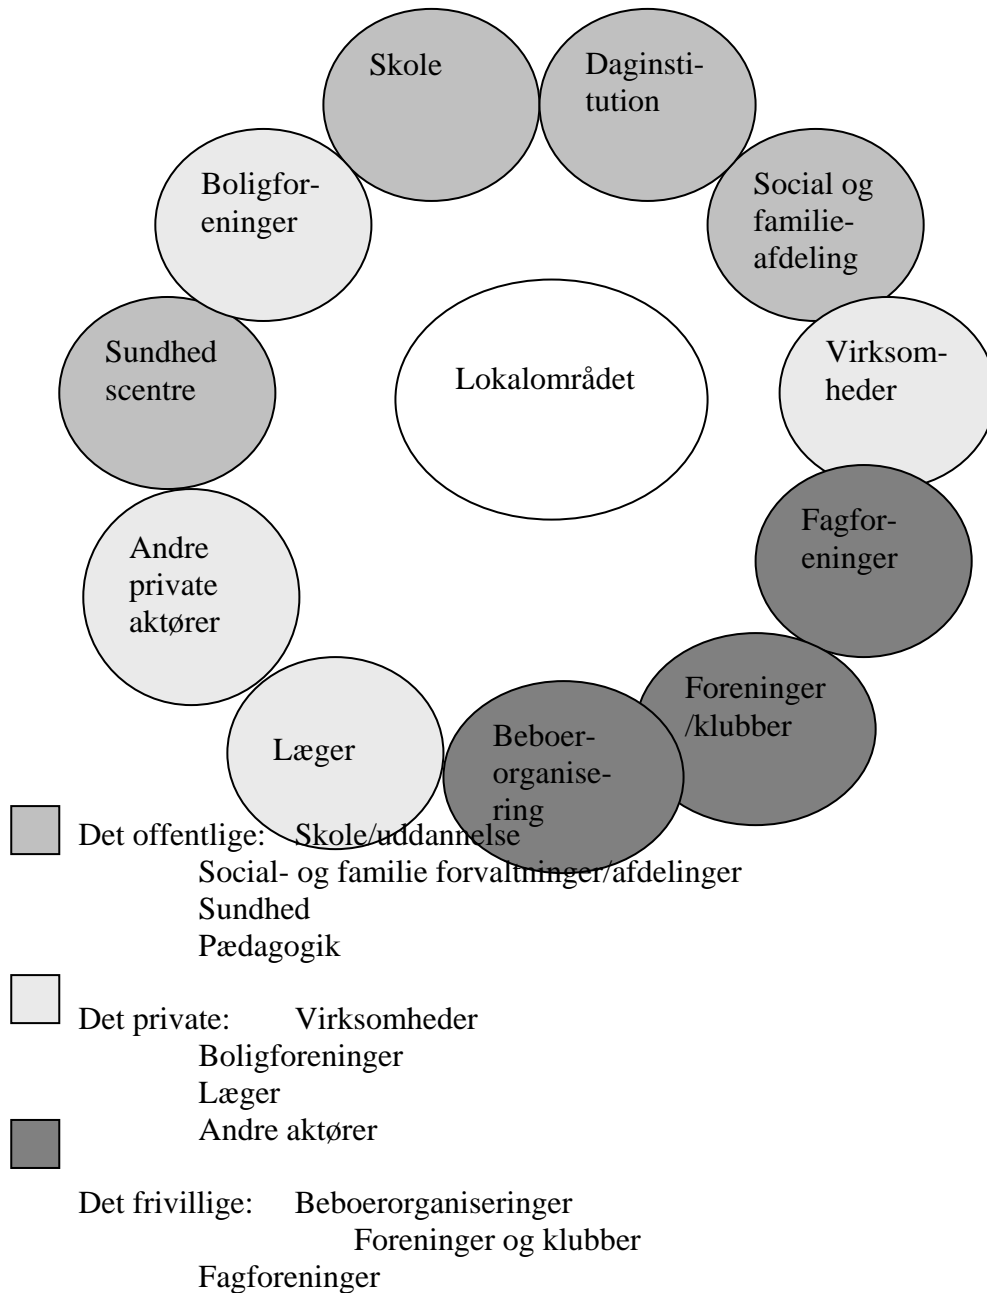 Skole
Daginsti-
tution
Boligfor-
eninger
Social og
familie-
afdeling
Sundhed
scentre
Lokalområdet
Virksom-
heder
Andre
private
aktører
Fagfor-
eninger
Læger
Beboer-
organise-
ring
Foreninger
/klubber
Det offentlige: Skole/uddannelse
Social- og familie forvaltninger/afdelinger
Sundhed
Pædagogik
Det private: Virksomheder
Boligforeninger
Læger
Andre aktører
Det frivillige: Beboerorganiseringer
Foreninger og klubber
Fagforeninger